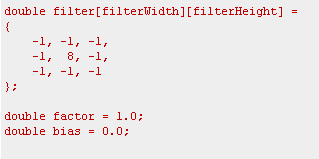 double filter[filterWidth][filterHeight] =
{
    -1, -1, -1,
    -1,  8, -1,
    -1, -1, -1
};

double factor = 1.0;
double bias = 0.0;